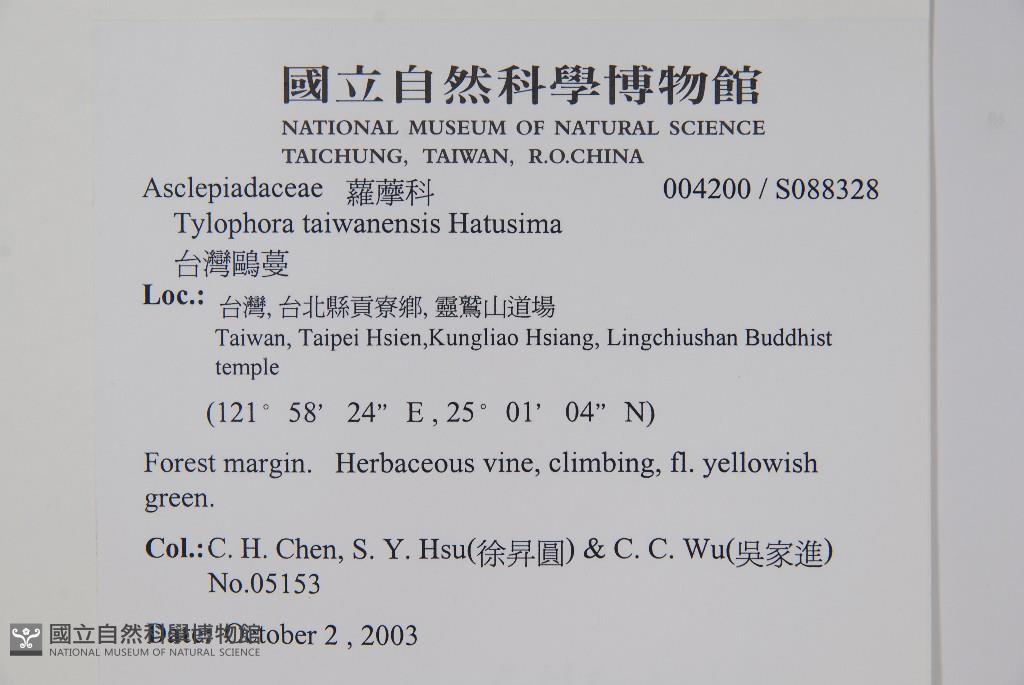 國立自然科學博物館
NATIONAL MUSEUM OF NATURAL SCIENCE
TAICHUNG, TAIWAN, R.O.CHINA
Asclepiadaceae 蘿藦科 004200 / S088328
Tylophora taiwanensis Hatusima
台灣鷗蔓
Loc.: 台灣, 台北縣貢寮鄉, 靈鷲山道場
Taiwan, Taipei Hsien,Kungliao Hsiang, Lingchiushan Buddhist
temple
(121° 58’ 24” E , 25° 01’ 04” N)
Forest margin. Herbaceous vine, climbing, fl. yellowish
green.
Col.:C. H. Chen, S. Y. Hsu(徐昇圓) & C. C. Wu(吳家進)
No.05153
Date: October 2 , 2003
國立自然科學博物館
NATIONAL MUSEUM OF NATURAL SCIENCE